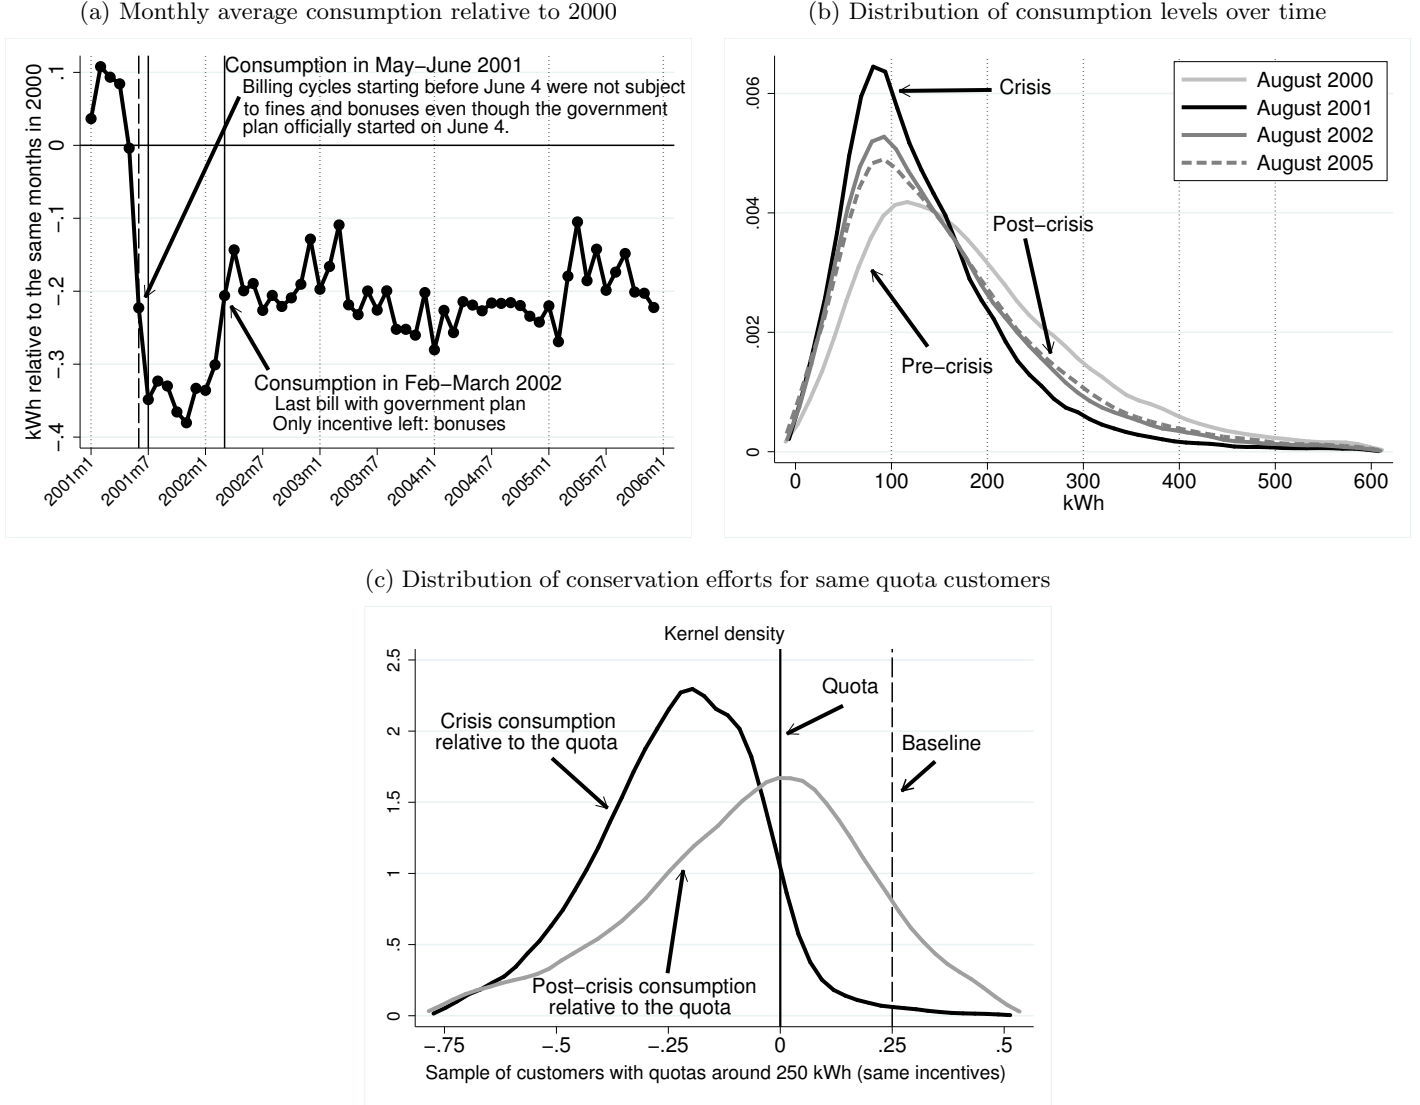 (a) Monthly average consumption relative to 2000
kWh relative to the same months in 2000
.1
0
−.1
−.2
−.3
−.4
Consumption in May−June 2001
Billing cycles starting before June 4 were not subject
to fines and bonuses even though the government
plan officially started on June 4.
Consumption in Feb−March 2002
Last bill with government plan
Only incentive left: bonuses
2001m1
2001m7
2002m1
2002m7
2003m1
2003m7
2004m1
2004m7
2005m1
2005m7
2006m1
(b) Distribution of consumption levels over time
.006
.004
.002
0
Crisis
Post−crisis
Pre−crisis
August 2000
August 2001
August 2002
August 2005
0 100 200 300 400 500 600
kWh
(c) Distribution of conservation efforts for same quota customers
Kernel density
2.5
2
1.5
1
.5
0
Quota
Crisis consumption
relative to the quota
Baseline
Post−crisis consumption
relative to the quota
−.75 −.5 −.25 0 .25 .5
Sample of customers with quotas around 250 kWh (same incentives)